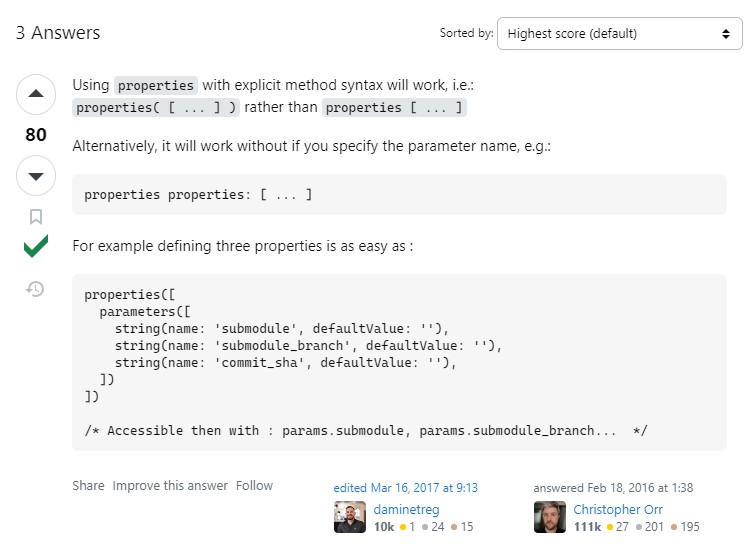 3 Answers
Sorted by: Highest score (default)
Using properties with explicit method syntax will work, i.e.:
properties( [ ... ] ) rather than properties [ ... ]
80
Alternatively, it will work without if you specify the parameter name, e.g.:
properties properties: [ ... ]
For example defining three properties is as easy as :
properties([
  parameters([
    string(name: 'submodule', defaultValue: ''),
    string(name: 'submodule_branch', defaultValue: ''),
    string(name: 'commit_sha', defaultValue: ''),
  ])
])
/* Accessible then with : params.submodule, params.submodule_branch...  */
Share Improve this answer Follow
edited Mar 16, 2017 at 9:13
daminetreg
10k 1 24 15
answered Feb 18, 2016 at 1:38
Christopher Orr
111k 27 201 195